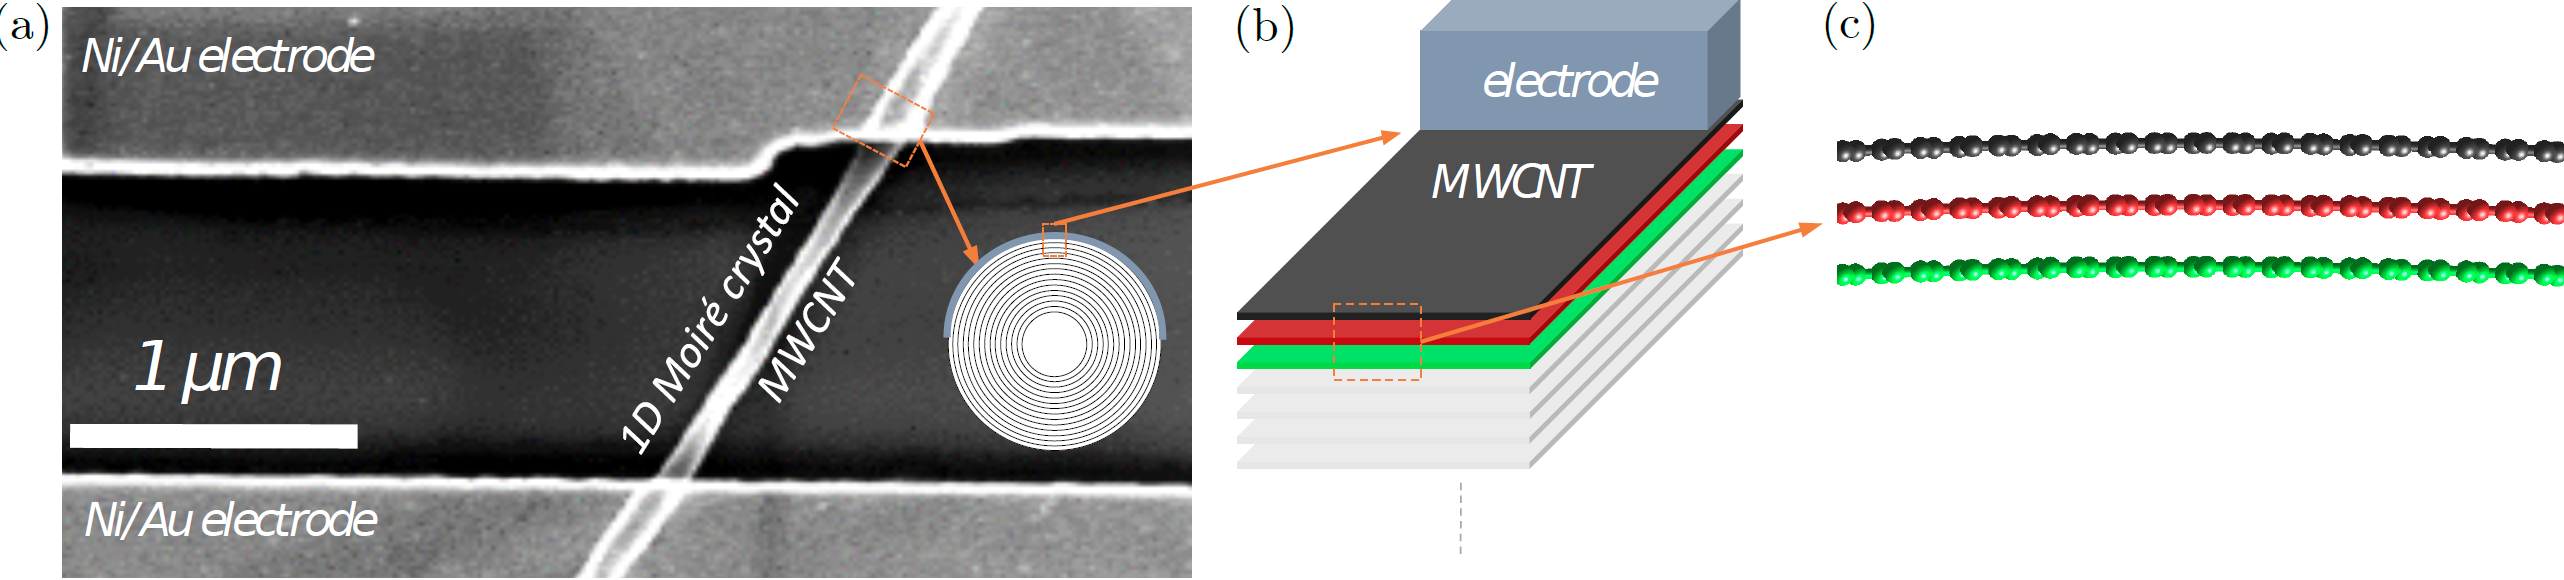 (a)
Ni/Au electrode
1D Moiré crystal
MWCNT
1 μm
Ni/Au electrode
(b)
electrode
MWCNT
(c)